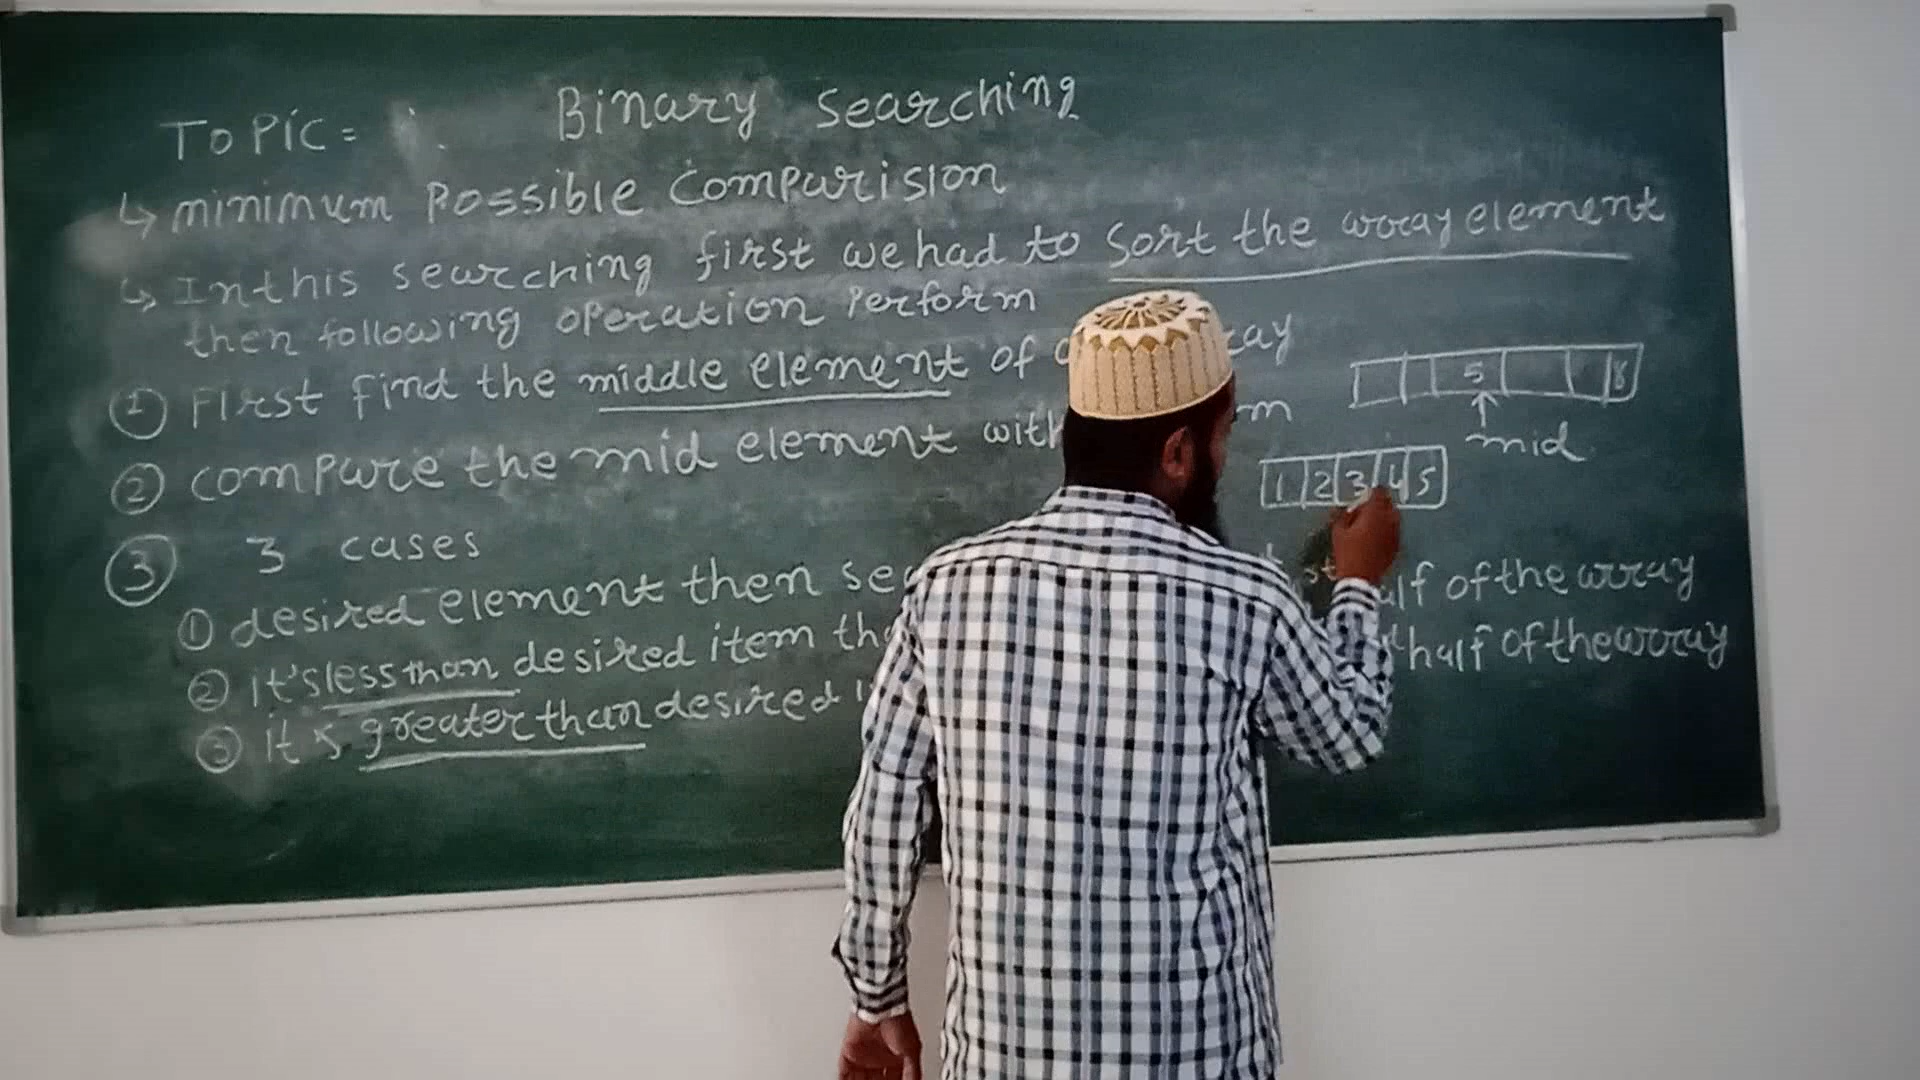 TOPIC = Binary Searching
↳ minimum Possible Comparision
↳ In this searching first we had to sort the array element
then following operation Perform
① First find the middle element of
② compare the mid element with
5 8
mid
1 2 3 4 5
③ 3 cases
① desired element then half of the array
② it's less than desired item half of the array
③ it's greater than desired